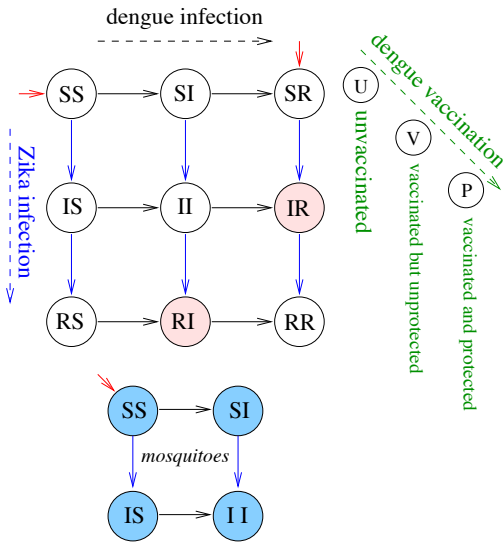 dengue infection
SS
SI
SR
U
unvaccinated
dengue vaccination
V
vaccinated but unprotected
P
vaccinated and protected
Zika infection
IS
II
IR
RS
RI
RR
SS
SI
mosquitoes
IS
I I